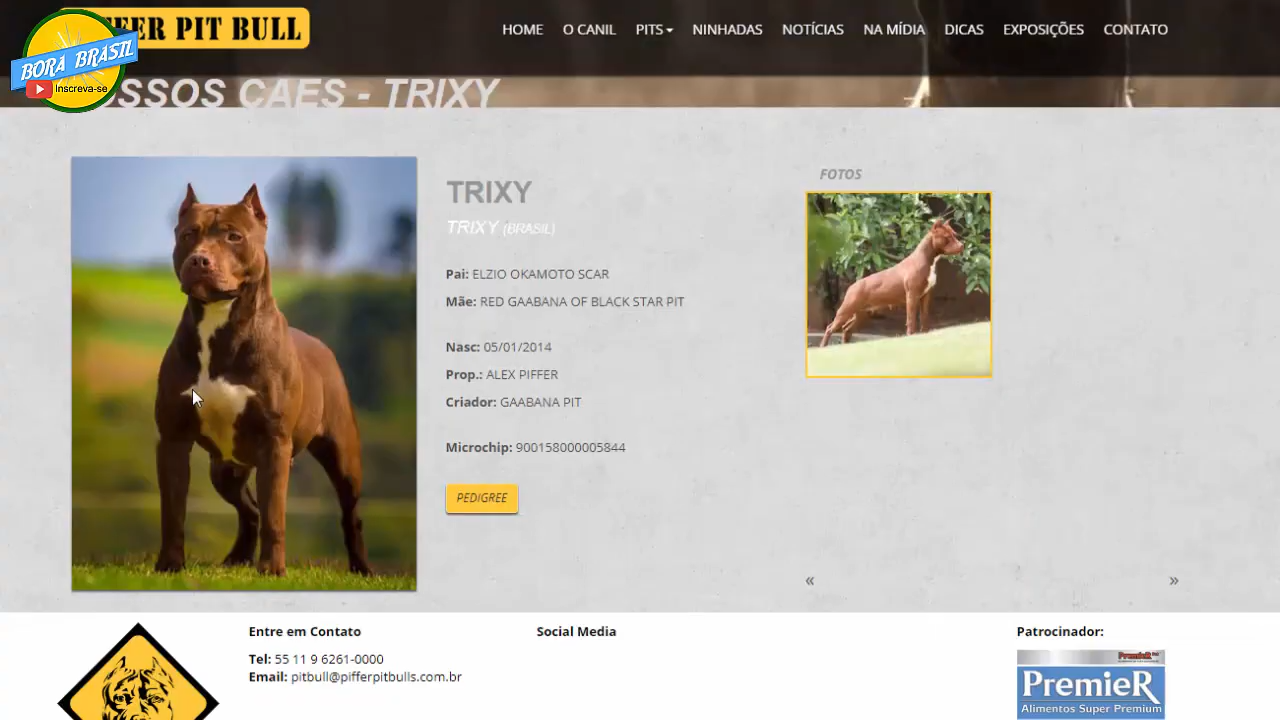 FER PIT BULL
HOME O CANIL PITS NINHADAS NOTÍCIAS NA MÍDIA DICAS EXPOSIÇÕES CONTATO
BORA BRASIL
Inscreva-se
OSSOS CAES - TRIXY
TRIXY
TRIXY (BRASIL)
Pai: ELZIO OKAMOTO SCAR
Mãe: RED GAABANA OF BLACK STAR PIT
Nasc: 05/01/2014
Prop.: ALEX PIFFER
Criador: GAABANA PIT
Microchip: 900158000005844
PEDIGREE
FOTOS
« »
Entre em Contato
Tel: 55 11 9 6261-0000
Email: pitbull@pifferpitbulls.com.br
Social Media
Patrocinador:
PremieR
PremieR
Alimentos Super Premium